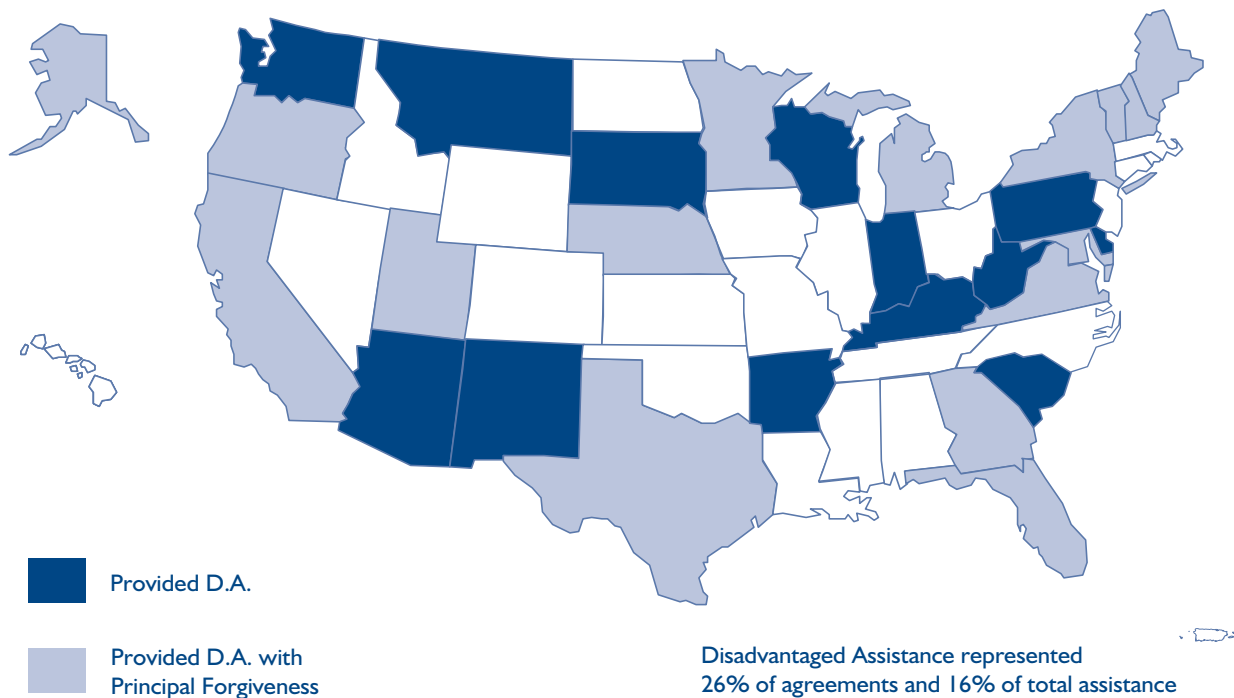 Provided D.A.
Provided D.A. with
Principal Forgiveness
Disadvantaged Assistance represented
26% of agreements and 16% of total assistance